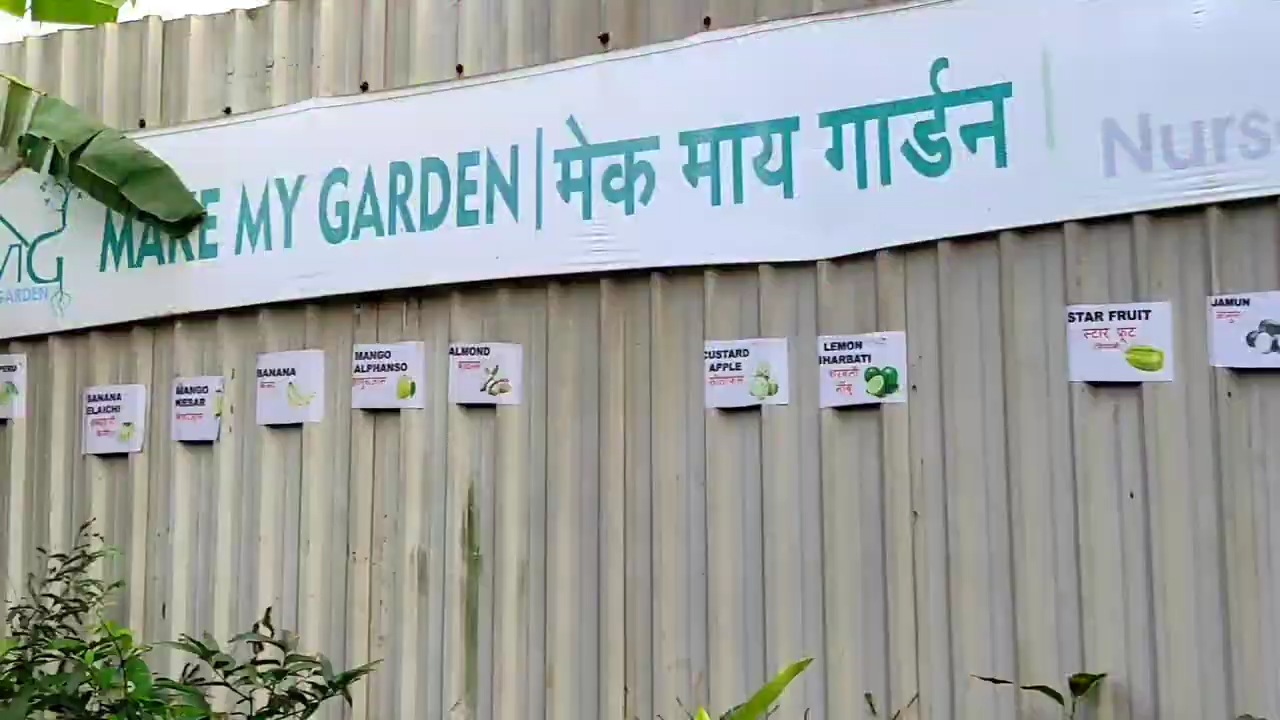 MAKE MY GARDEN | मेक माय गार्डन
Nurs
GARDEN
BANANA
ELAICHI
MANGO
KESAR
BANANA
MANGO
ALPHANSO
ALMOND
CUSTARD
APPLE
LEMON
SHARBATI
शरबती
नींबू
STAR FRUIT
स्टार फ्रूट
JAMUN